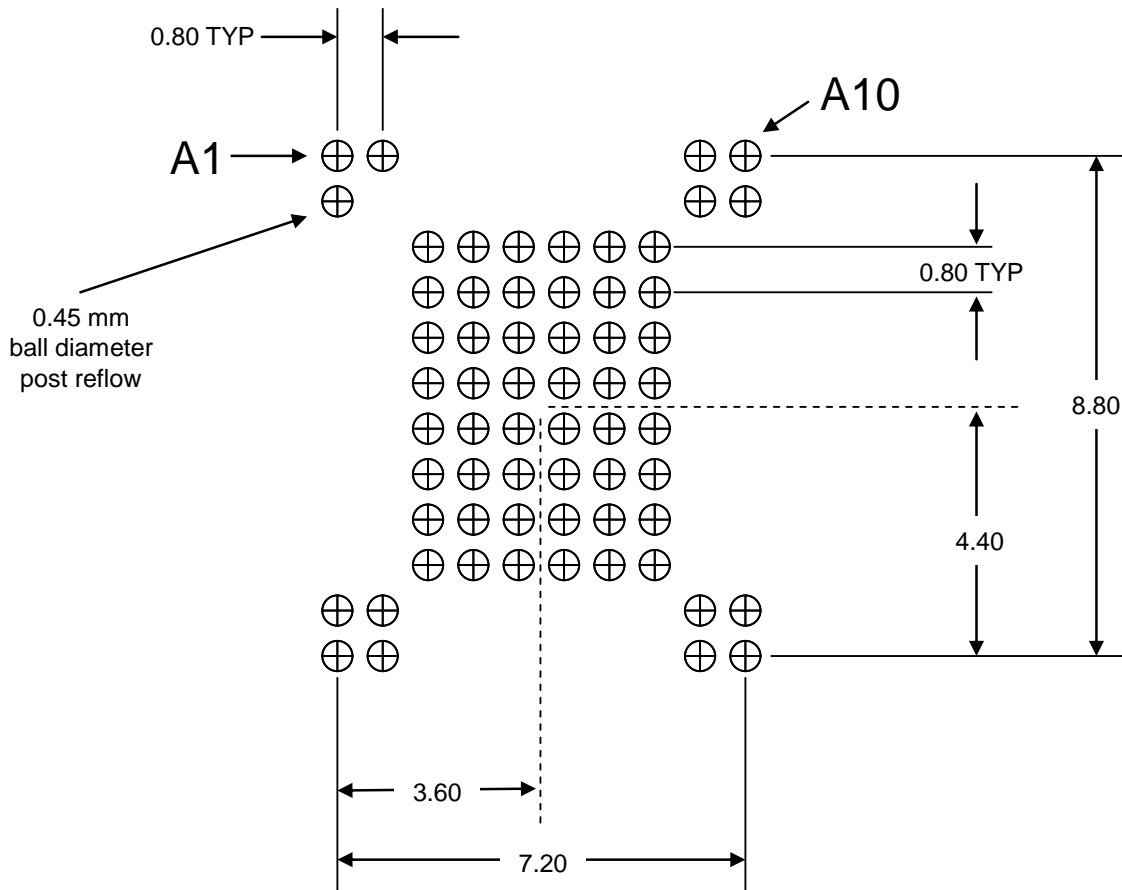 0.80 TYP
A10
A1
0.80 TYP
0.45 mm
ball diameter
post reflow
8.80
4.40
3.60
7.20